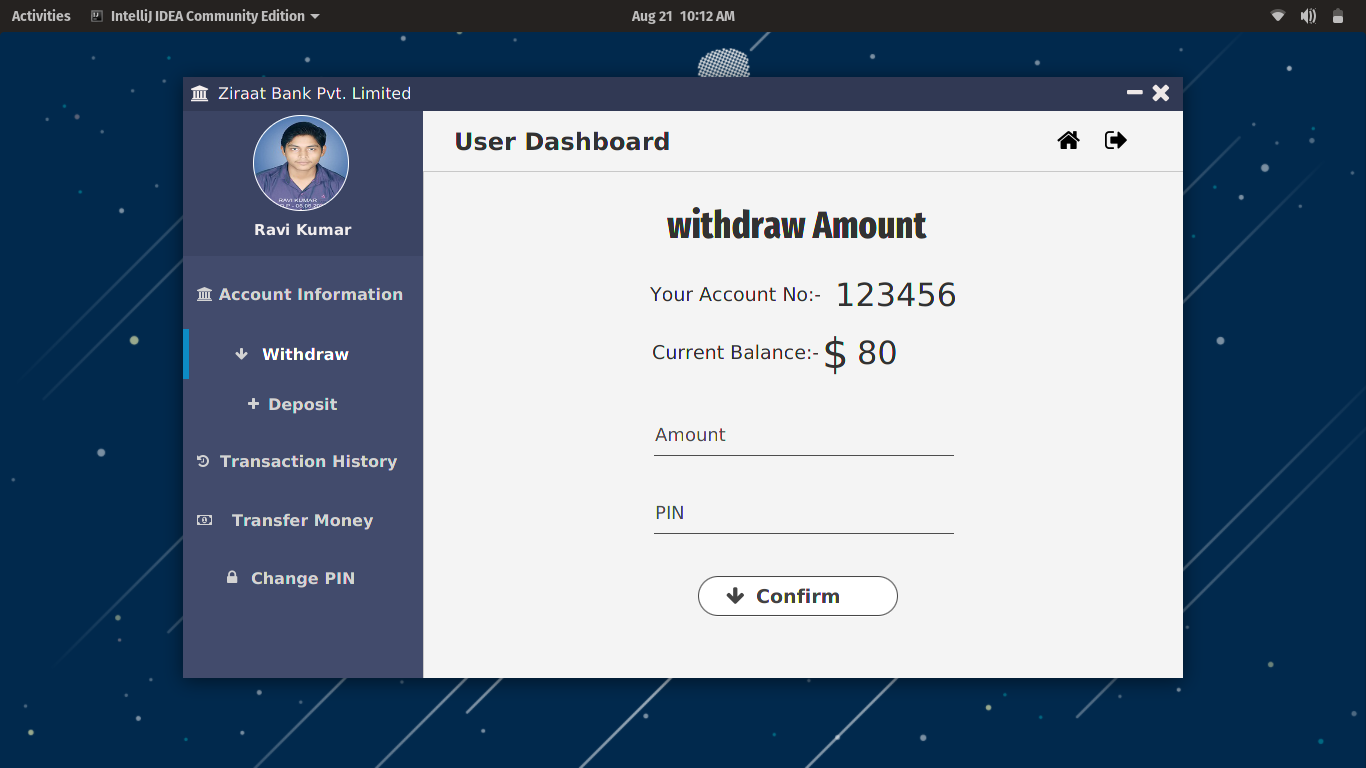 Activities IntelliJ IDEA Community Edition Aug 21 10:12 AM
Ziraat Bank Pvt. Limited
RAVI KUMAR
Ravi Kumar
Account Information
Withdraw
Deposit
Transaction History
Transfer Money
Change PIN
User Dashboard
withdraw Amount
Your Account No:- 123456
Current Balance:- $ 80
Amount
PIN
Confirm